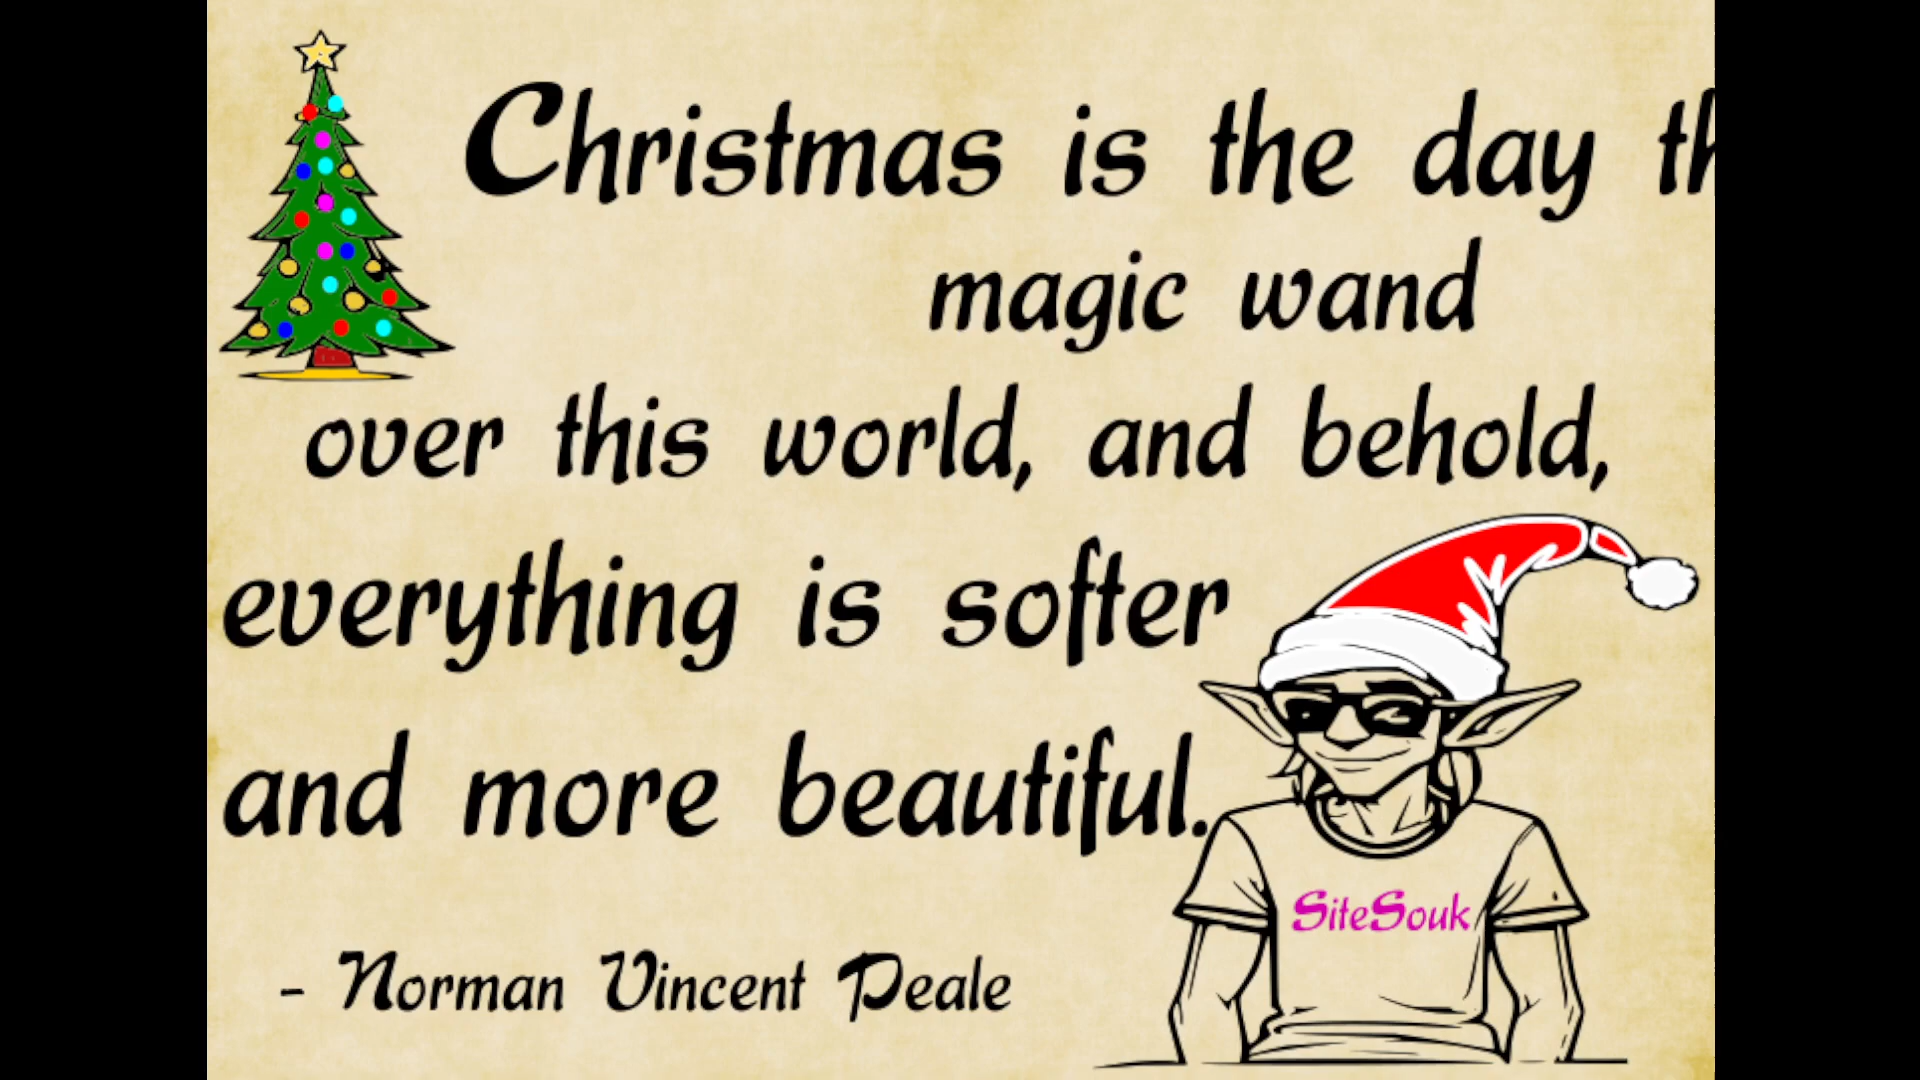 Christmas is the day th
magic wand
over this world, and behold,
everything is softer
and more beautiful.
SiteSouk
- Norman Vincent Peale